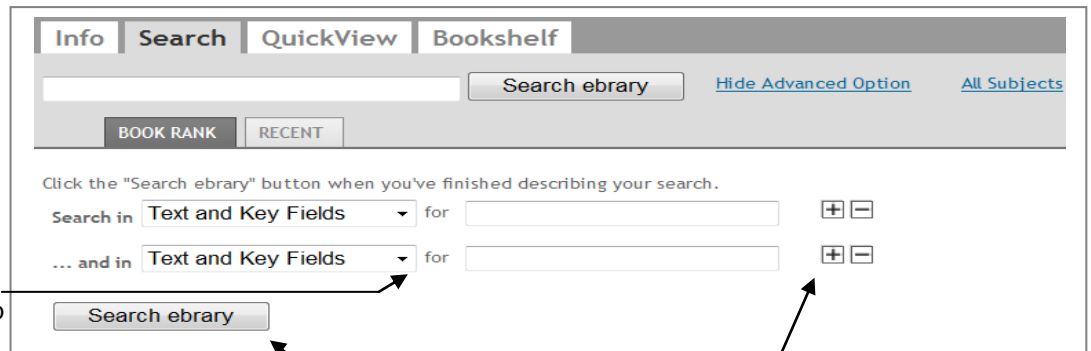 Info Search QuickView Bookshelf
Search ebrary Hide Advanced Option All Subjects
BOOK RANK RECENT
Click the "Search ebrary" button when you've finished describing your search.
Search in Text and Key Fields for
... and in Text and Key Fields for
Search ebrary